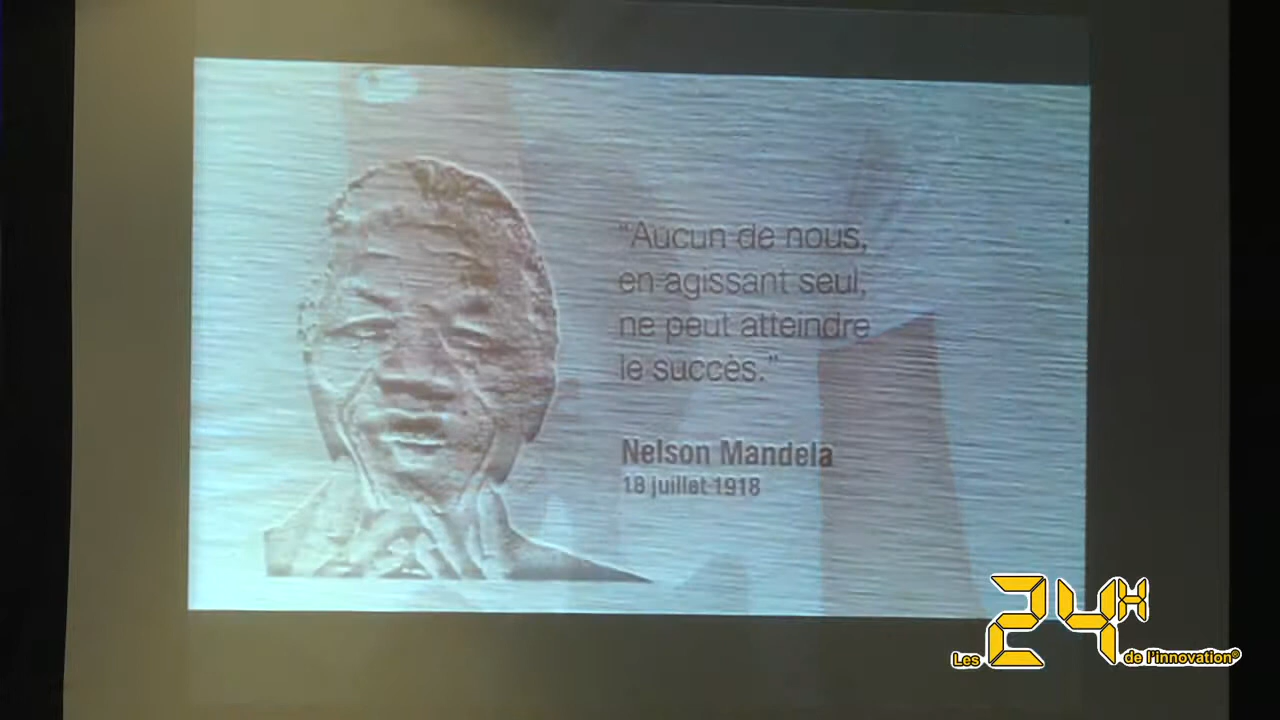 "Aucun de nous,
en agissant seul,
ne peut atteindre
le succès."
Nelson Mandela
18 juillet 1918
Les 24H de l'innovation®